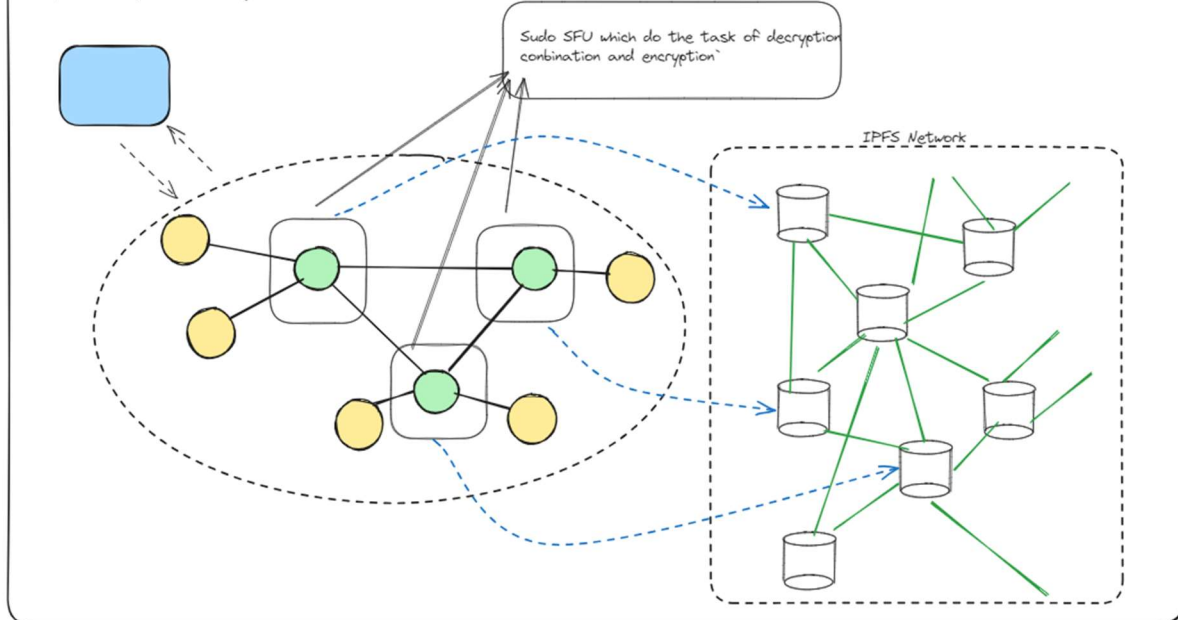 Sudo SFU which do the task of decryption
conbination and encryption`
IPFS Network